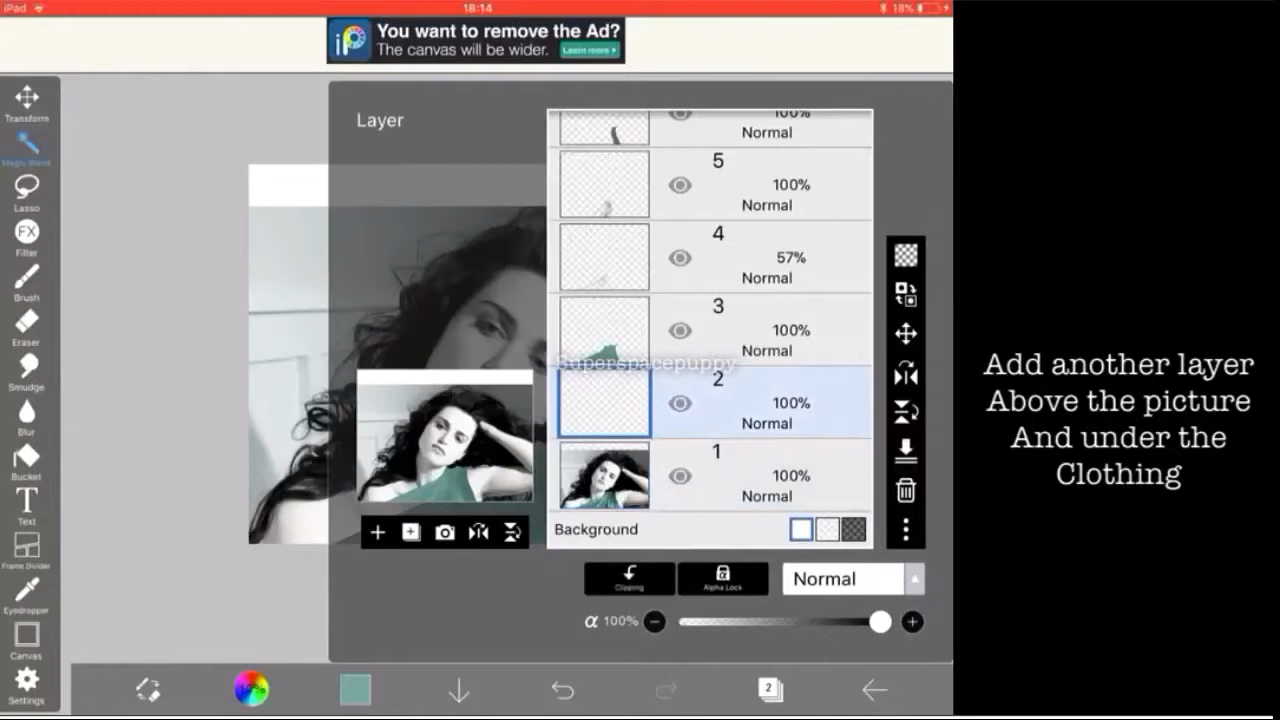 iPad
18:14
18%
iP
You want to remove the Ad?
The canvas will be wider.
Learn more
Transform
Magic Wand
Lasso
FX
Filter
Brush
Eraser
Smudge
Blur
Bucket
T
Text
Frame Divider
Eyedropper
Canvas
Settings
Layer
100%
Normal
5
100%
Normal
4
57%
Normal
3
100%
Normal
Superspacepuppy
2
100%
Normal
1
100%
Normal
Background
Clipping
Alpha Lock
Normal
α 100%
2
Add another layer
Above the picture
And under the
Clothing